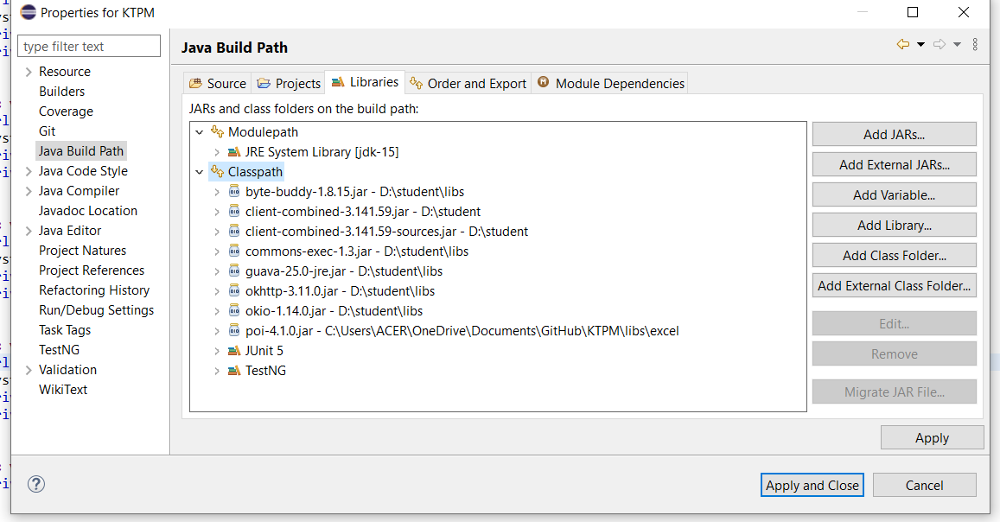 Properties for KTPM
type filter text
Resource
Builders
Coverage
Git
Java Build Path
Java Code Style
Java Compiler
Javadoc Location
Java Editor
Project Natures
Project References
Refactoring History
Run/Debug Settings
Task Tags
TestNG
Validation
WikiText
Java Build Path
Source Projects Libraries Order and Export Module Dependencies
JARs and class folders on the build path:
Modulepath
JRE System Library [jdk-15]
Classpath
byte-buddy-1.8.15.jar - D:\student\libs
client-combined-3.141.59.jar - D:\student
client-combined-3.141.59-sources.jar - D:\student
commons-exec-1.3.jar - D:\student\libs
guava-25.0-jre.jar - D:\student\libs
okhttp-3.11.0.jar - D:\student\libs
okio-1.14.0.jar - D:\student\libs
poi-4.1.0.jar - C:\Users\ACER\OneDrive\Documents\GitHub\KTPM\libs\excel
JUnit 5
TestNG
Add JARs...
Add External JARs...
Add Variable...
Add Library...
Add Class Folder...
Add External Class Folder...
Edit...
Remove
Migrate JAR File...
Apply
Apply and Close
Cancel